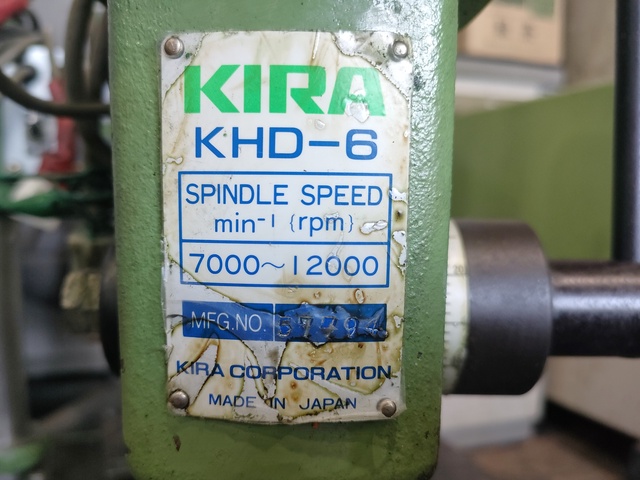 KIRA
KHD-6
SPINDLE SPEED
min⁻¹ {rpm}
7000~12000
MFG.NO.
KIRA CORPORATION
MADE IN JAPAN